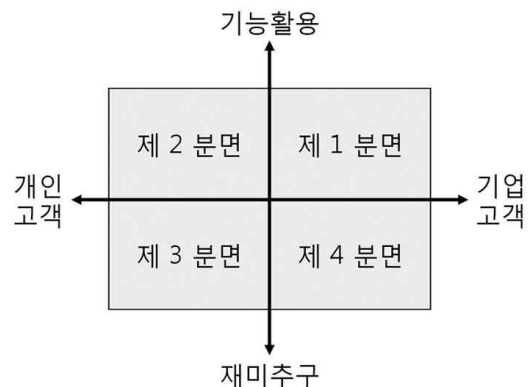 기능활용
제 2 분면
제 1 분면
개인
고객
기업
고객
제 3 분면
제 4 분면
재미추구